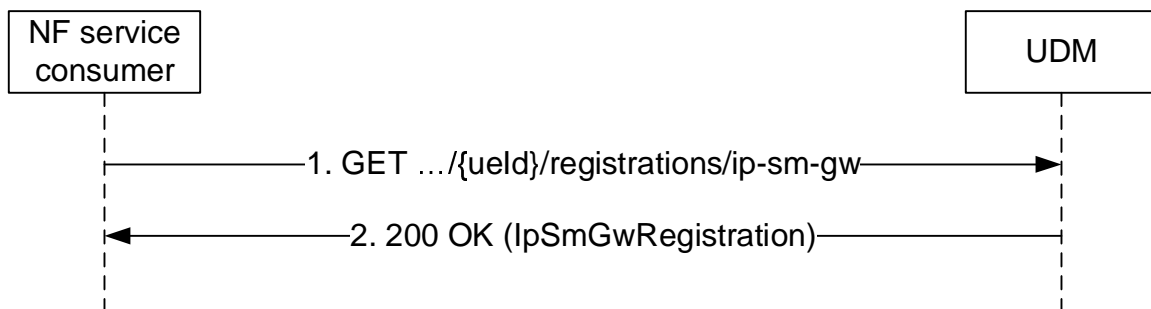 NF service
consumer
UDM
1. GET …/{ueId}/registrations/ip-sm-gw
2. 200 OK (IpSmGwRegistration)